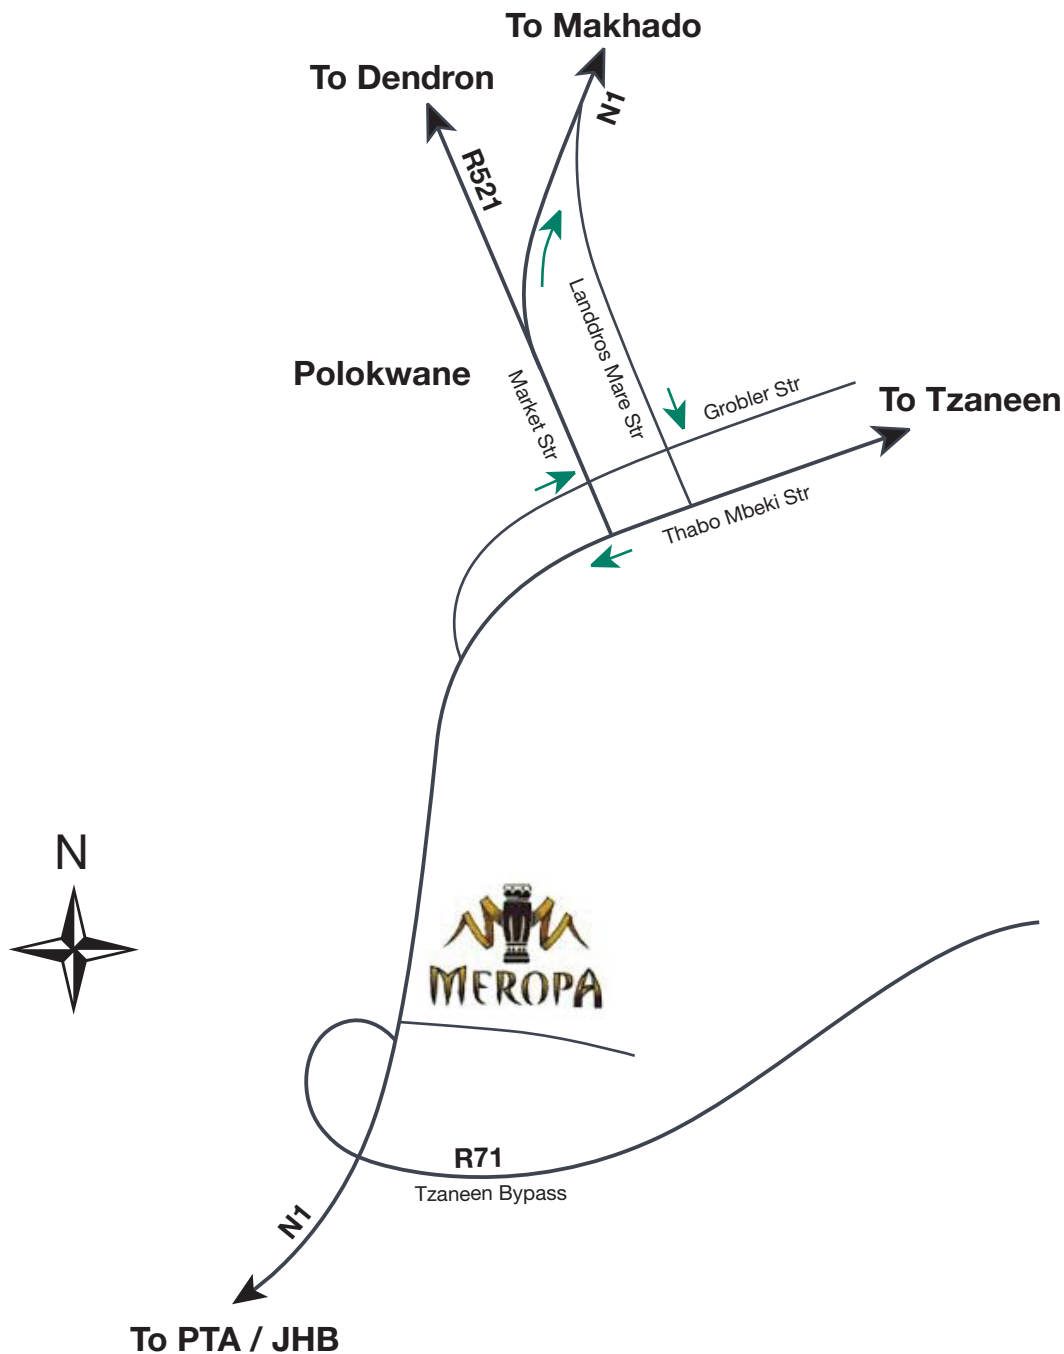 To Makhado
To Dendron
N1
R521
Landdros Mare Str
Polokwane
Market Str
Grobler Str
To Tzaneen
Thabo Mbeki Str
N
MEROPA
R71
Tzaneen Bypass
N1
To PTA / JHB